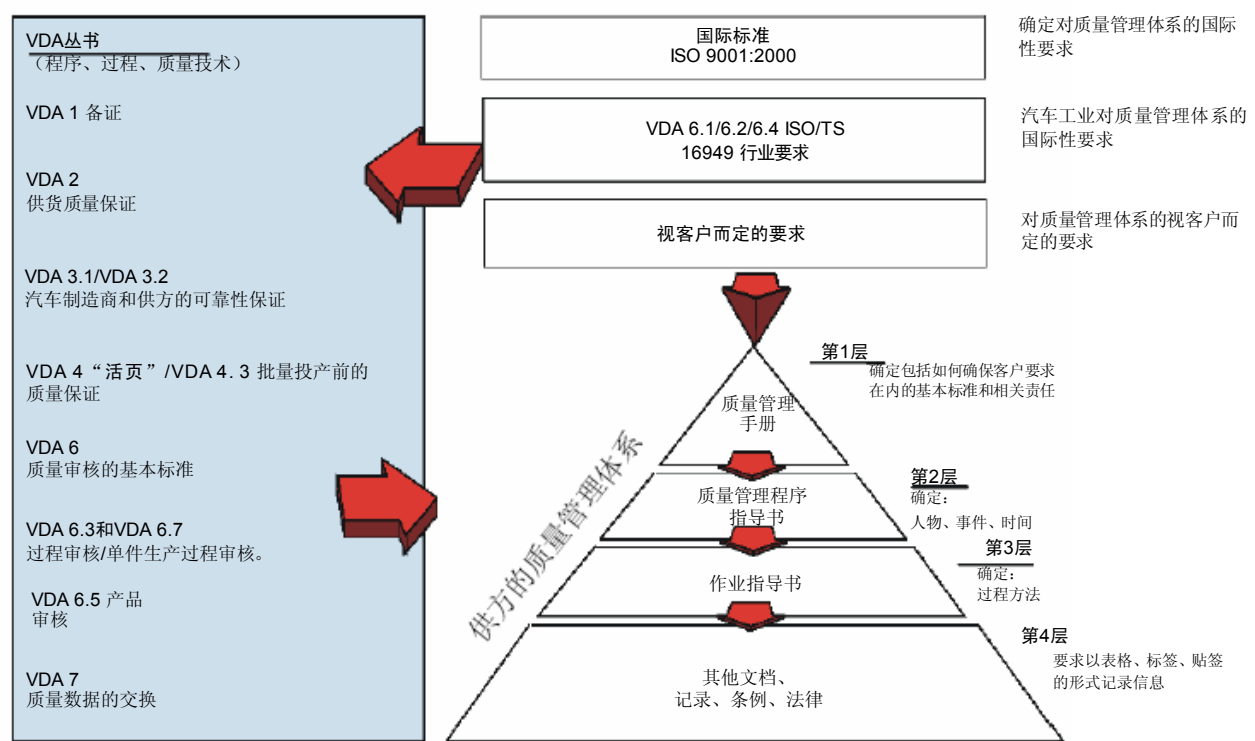 VDA丛书
（程序、过程、质量技术）
VDA 1 备证
VDA 2
供货质量保证
VDA 3.1/VDA 3.2
汽车制造商和供方的可靠性保证
VDA 4“活页”/VDA 4.3 批量投产前的
质量保证
VDA 6
质量审核的基本标准
VDA 6.3和VDA 6.7
过程审核/单件生产过程审核。
VDA 6.5 产品
审核
VDA 7
质量数据的交换
国际标准
ISO 9001:2000
确定对质量管理体系的国际
性要求
VDA 6.1/6.2/6.4 ISO/TS
16949 行业要求
汽车工业对质量管理体系的
国际性要求
视客户而定的要求
对质量管理体系的视客户而
定的要求
供方的质量管理体系
质量管理
手册
第1层
确定包括如何确保客户要求
在内的基本标准和相关责任
质量管理程序
指导书
第2层
确定：
人物、事件、时间
作业指导书
第3层
确定：
过程方法
其他文档、
记录、条例、法律
第4层
要求以表格、标签、贴签
的形式记录信息